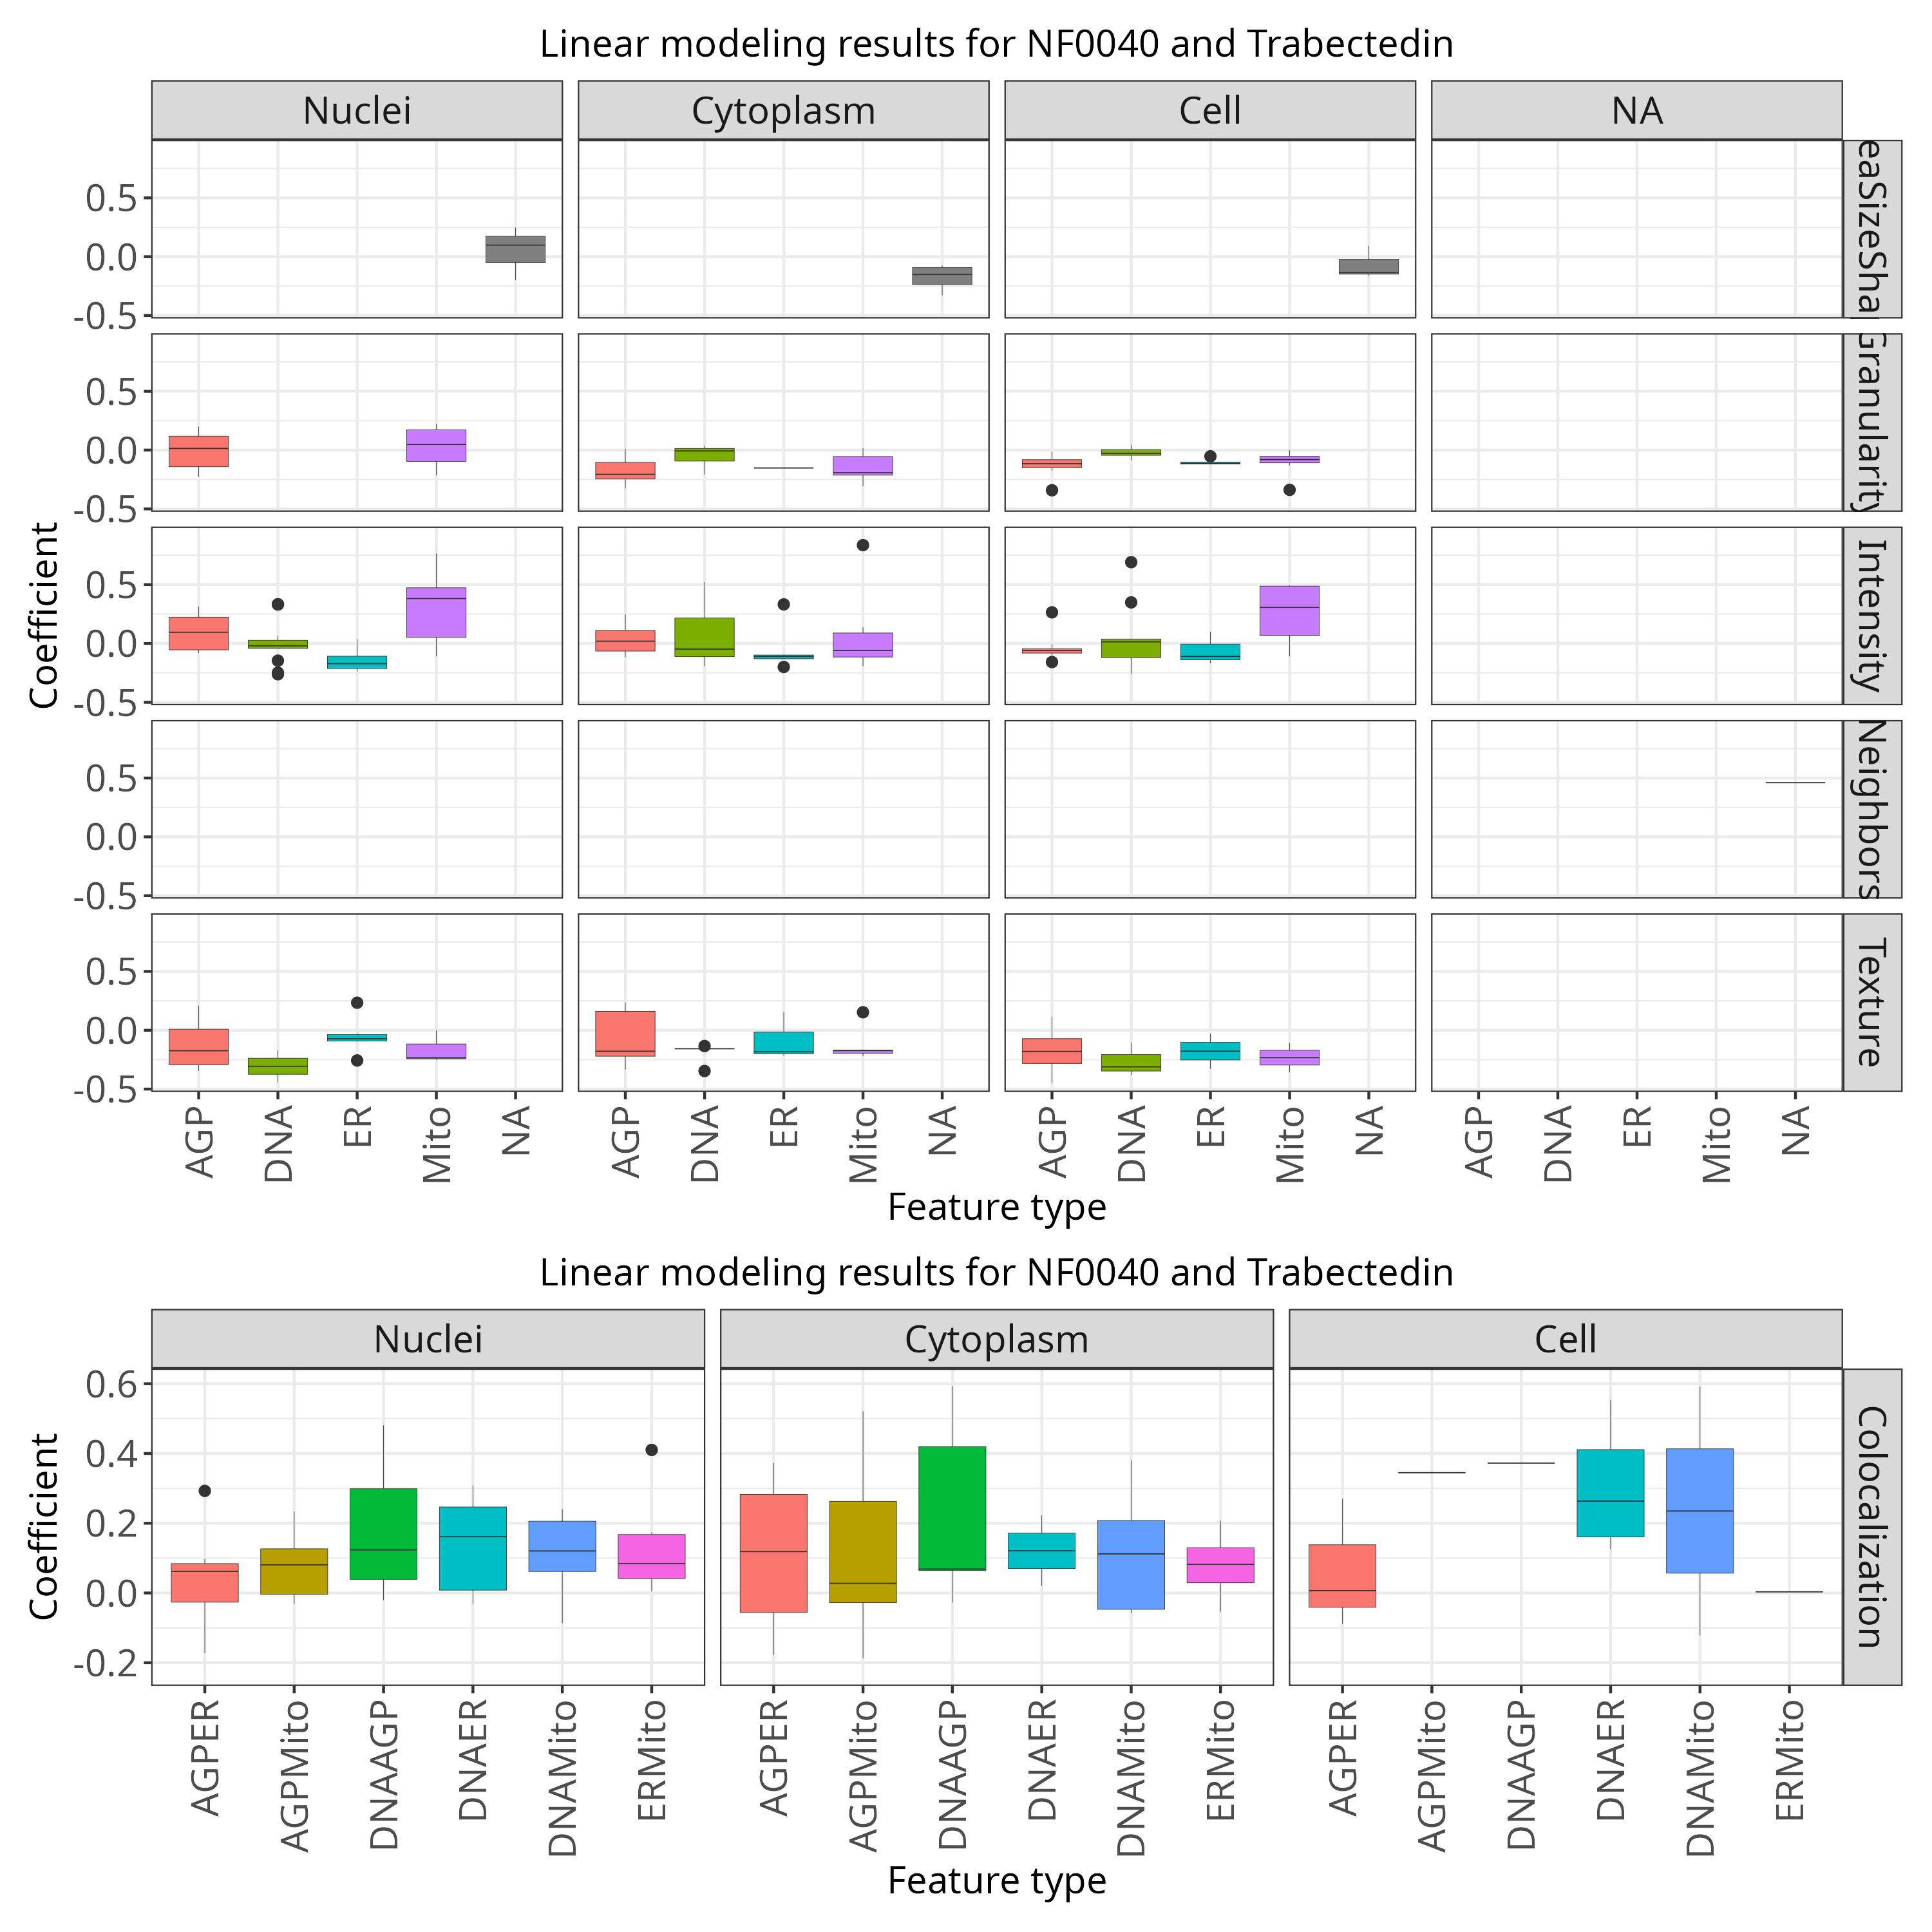 Linear modeling results for NF0040 and Trabectedin
Nuclei Cytoplasm Cell NA
0.5
0.0
-0.5
eaSizeSha
0.5
0.0
-0.5
Granularity
0.5
0.0
-0.5
Intensity
0.5
0.0
-0.5
Neighbors
0.5
0.0
-0.5
Texture
Coefficient
AGP DNA ER Mito NA AGP DNA ER Mito NA AGP DNA ER Mito NA AGP DNA ER Mito NA
Feature type
Linear modeling results for NF0040 and Trabectedin
Nuclei Cytoplasm Cell
0.6
0.4
0.2
0.0
-0.2
Colocalization
Coefficient
AGPER AGPMito DNAAGP DNAER DNAMito ERMito AGPER AGPMito DNAAGP DNAER DNAMito ERMito AGPER AGPMito DNAAGP DNAER DNAMito ERMito
Feature type